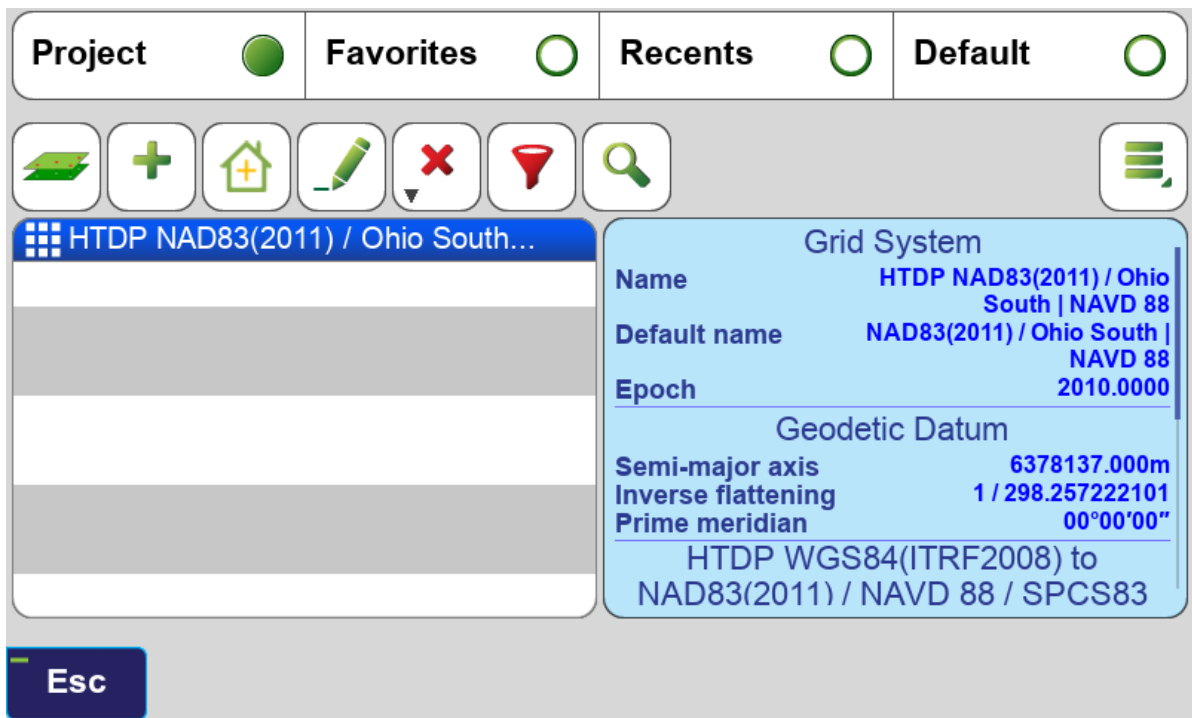 Project Favorites Recents Default
HTDP NAD83(2011) / Ohio South...
Grid System
Name HTDP NAD83(2011) / Ohio
South | NAVD 88
Default name NAD83(2011) / Ohio South |
NAVD 88
Epoch 2010.0000
Geodetic Datum
Semi-major axis 6378137.000m
Inverse flattening 1 / 298.257222101
Prime meridian 00°00′00″
HTDP WGS84(ITRF2008) to
NAD83(2011) / NAVD 88 / SPCS83
Esc